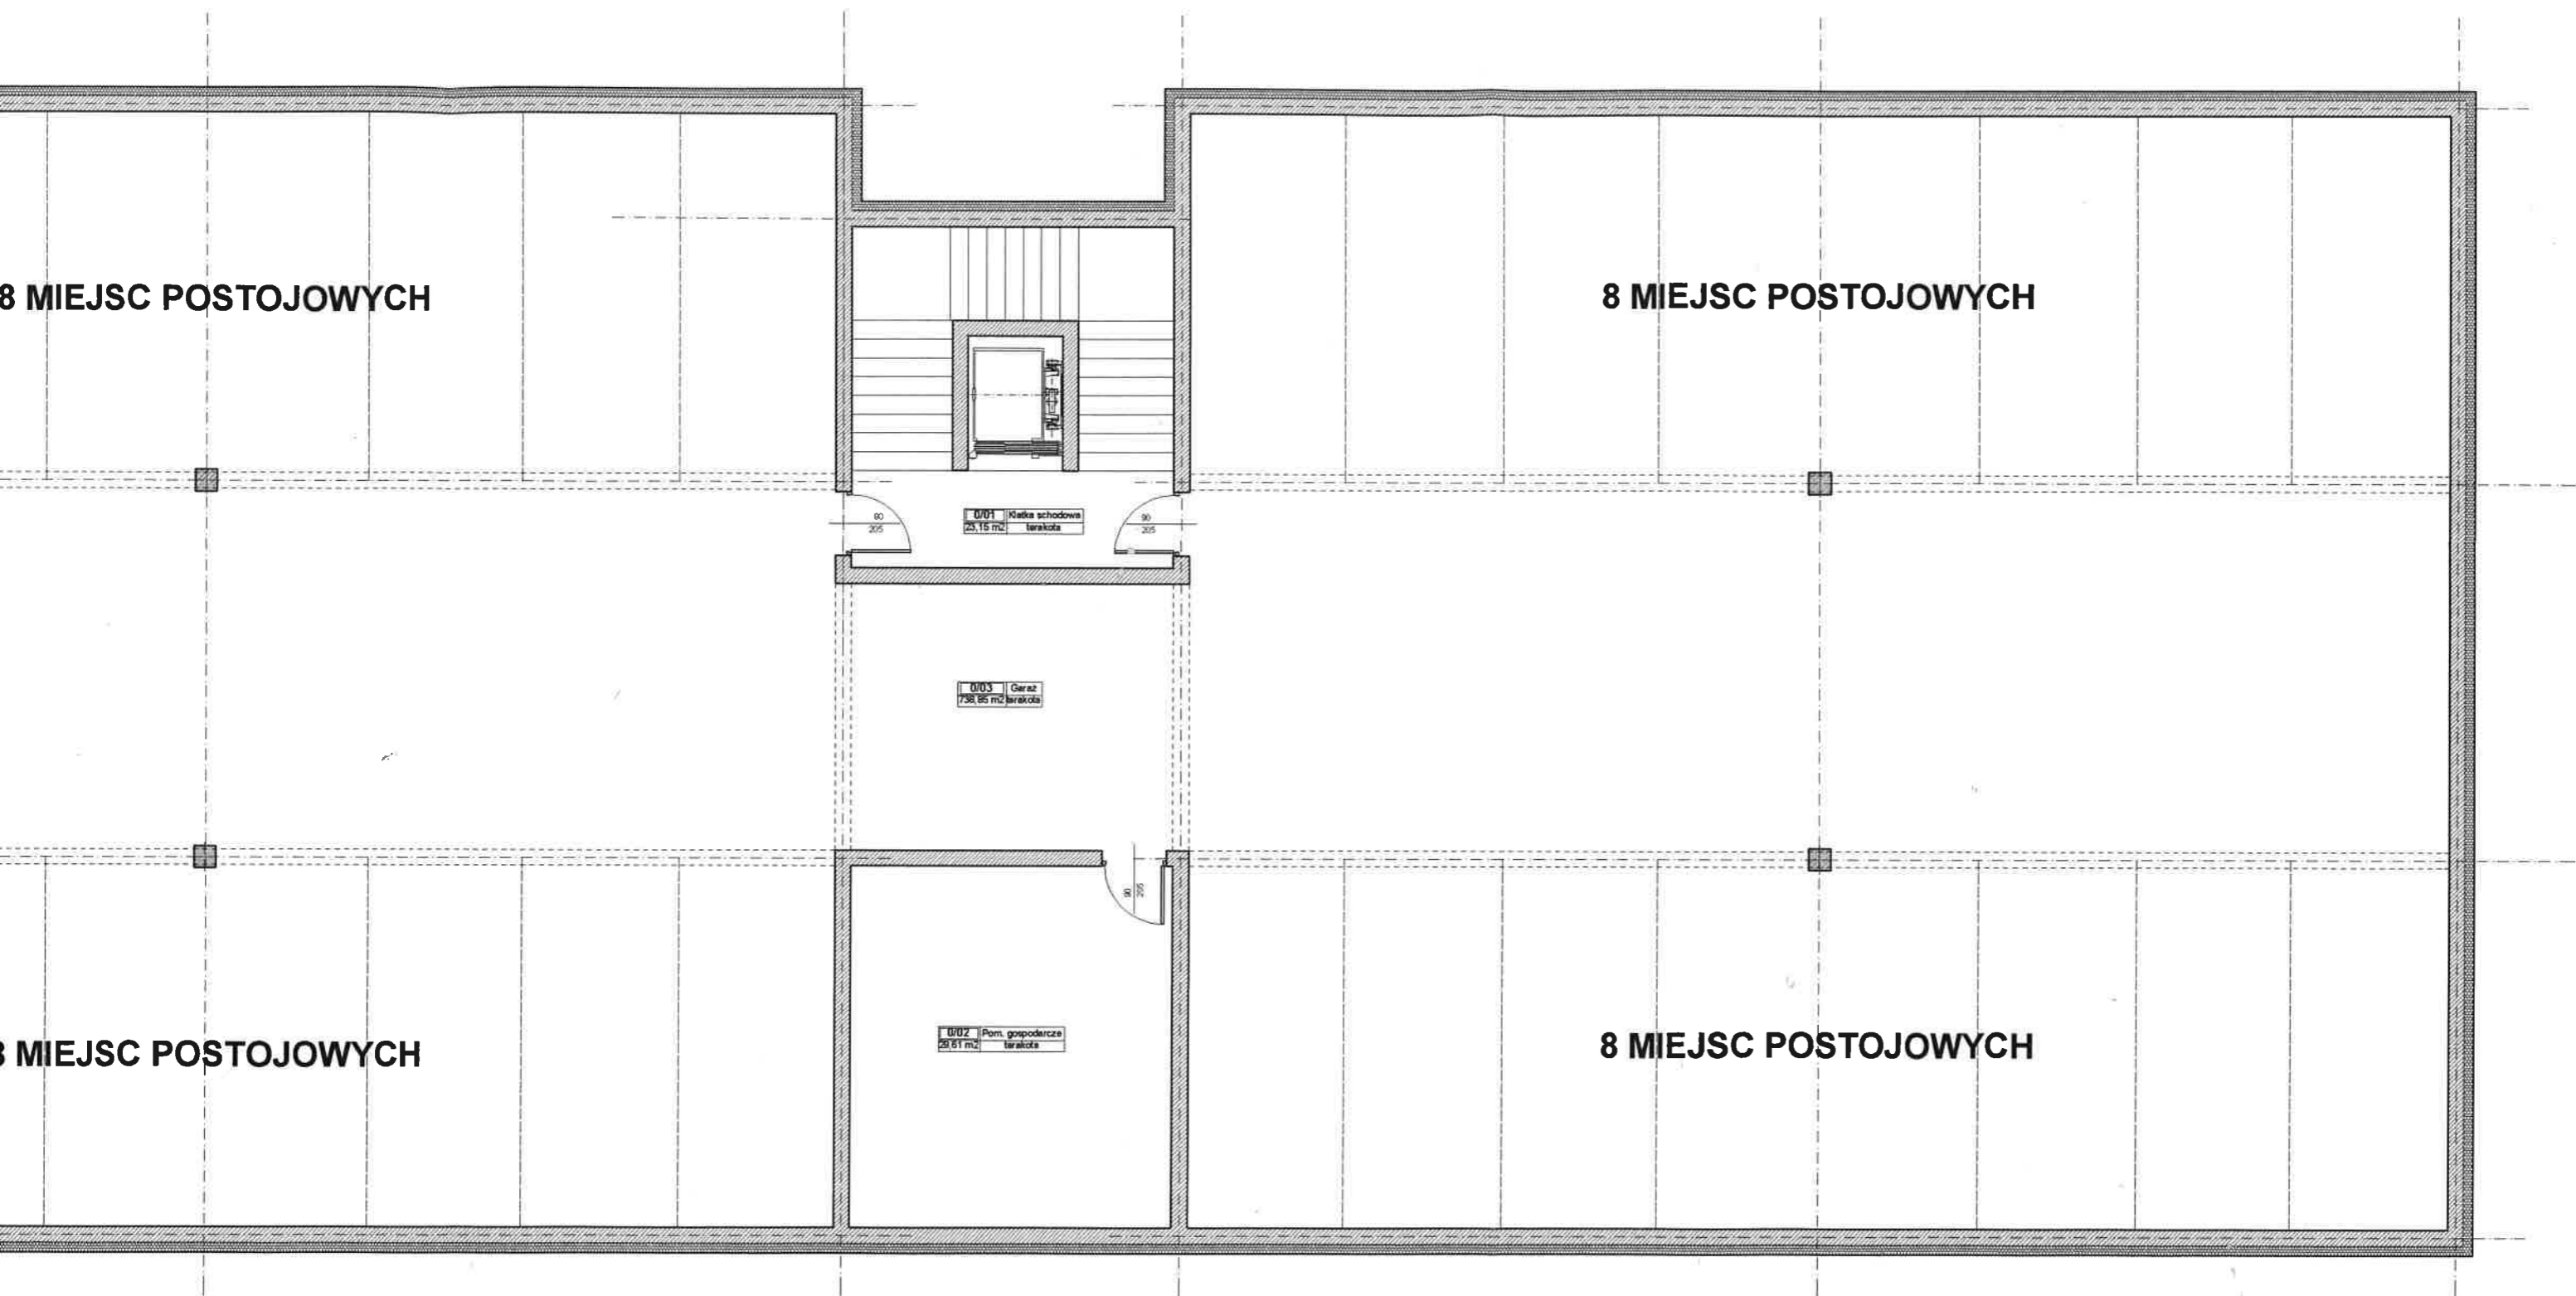 8 MIEJSC POSTOJOWYCH
8 MIEJSC POSTOJOWYCH
90
205
0/01 Klatka schodowa
23,15 m2 terakota
90
205
0/03 Garaż
738,85 m2 terakota
90
205
0/02 Pom. gospodarcze
29,61 m2 terakota
8 MIEJSC POSTOJOWYCH
8 MIEJSC POSTOJOWYCH